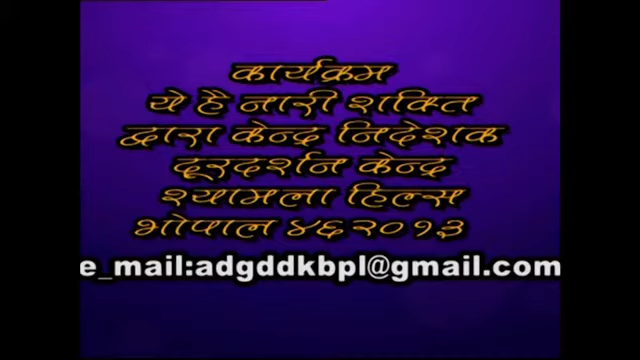 कार्यक्रम
ये है नारी शक्ति
द्वारा केन्द्र निदेशक
दूरदर्शन केन्द्र
श्यामला हिल्स
भोपाल ४६२०१३
e_mail:adgddkbpl@gmail.com